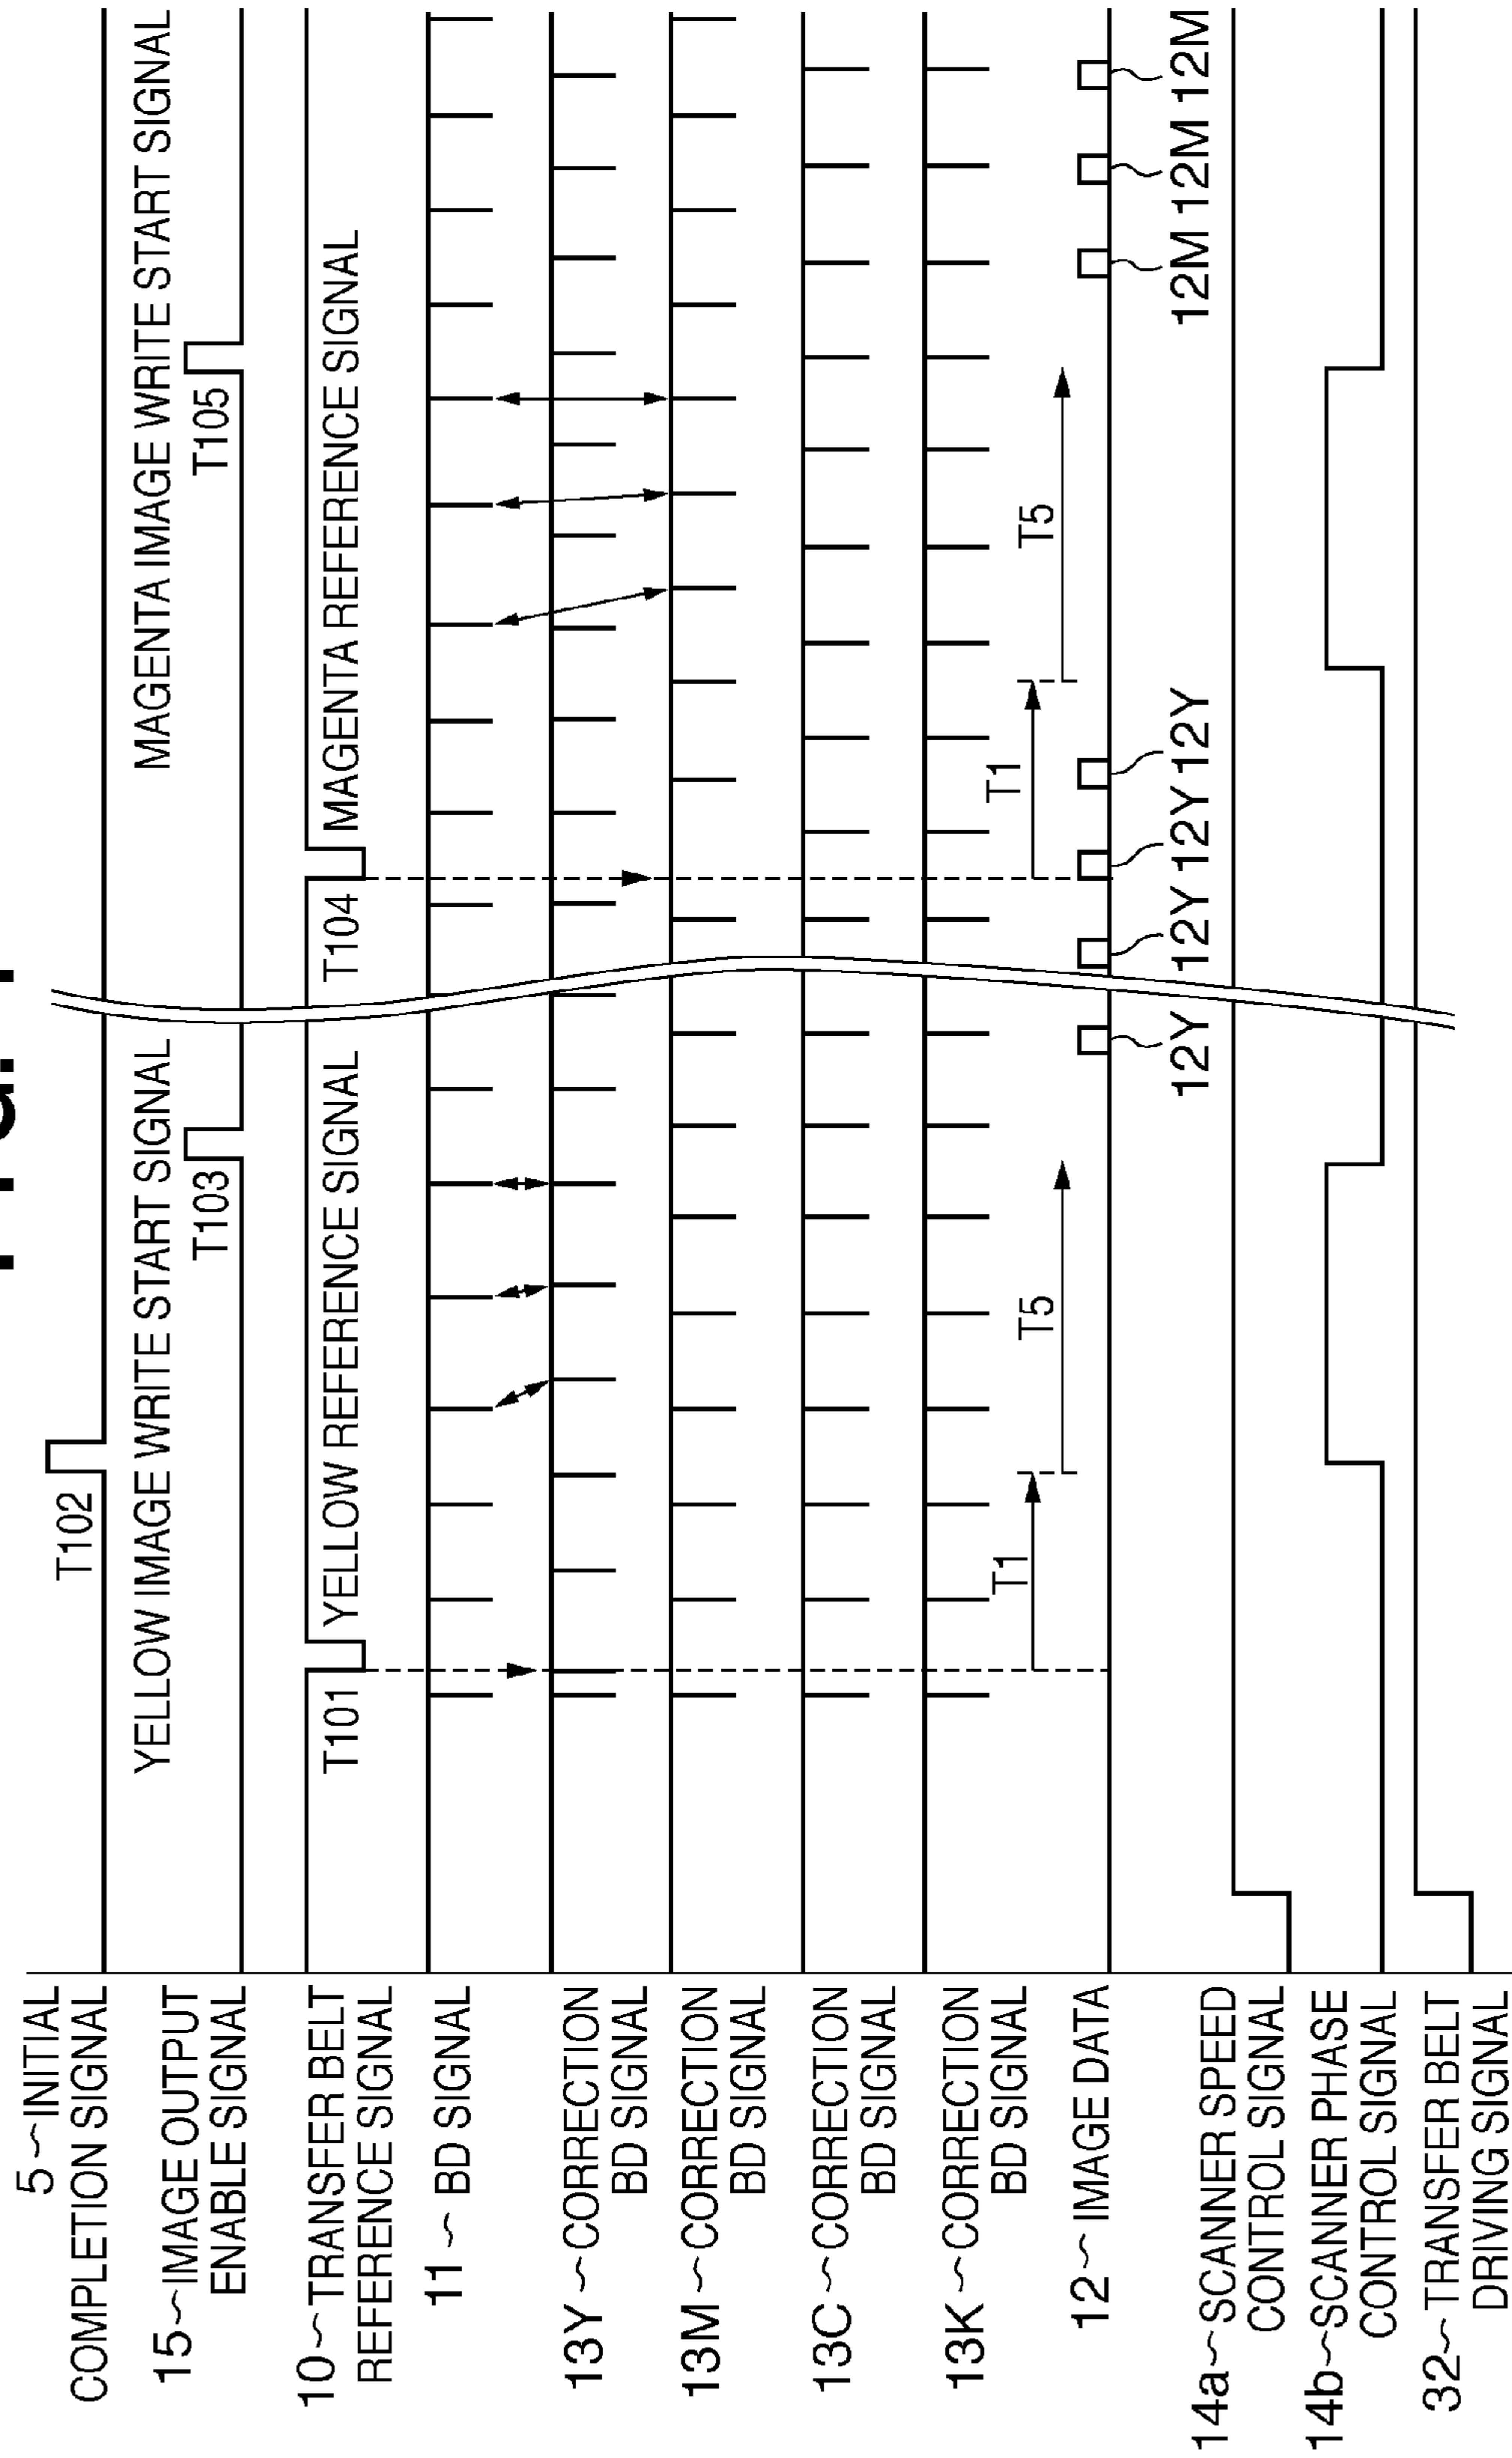 5~INITIAL
COMPLETION SIGNAL
T102
YELLOW IMAGE WRITE START SIGNAL
MAGENTA IMAGE WRITE START SIGNAL
15~IMAGE OUTPUT
ENABLE SIGNAL
T103
T105
10~TRANSFER BELT
REFERENCE SIGNAL
T101
YELLOW REFERENCE SIGNAL
T104
MAGENTA REFERENCE SIGNAL
11~BD SIGNAL
13Y~CORRECTION
BD SIGNAL
13M~CORRECTION
BD SIGNAL
13C~CORRECTION
BD SIGNAL
13K~CORRECTION
BD SIGNAL
T1
T5
T1
T5
12~IMAGE DATA
12Y 12Y 12Y 12Y
12M 12M 12M
14a~SCANNER SPEED
CONTROL SIGNAL
14b~SCANNER PHASE
CONTROL SIGNAL
32~TRANSFER BELT
DRIVING SIGNAL